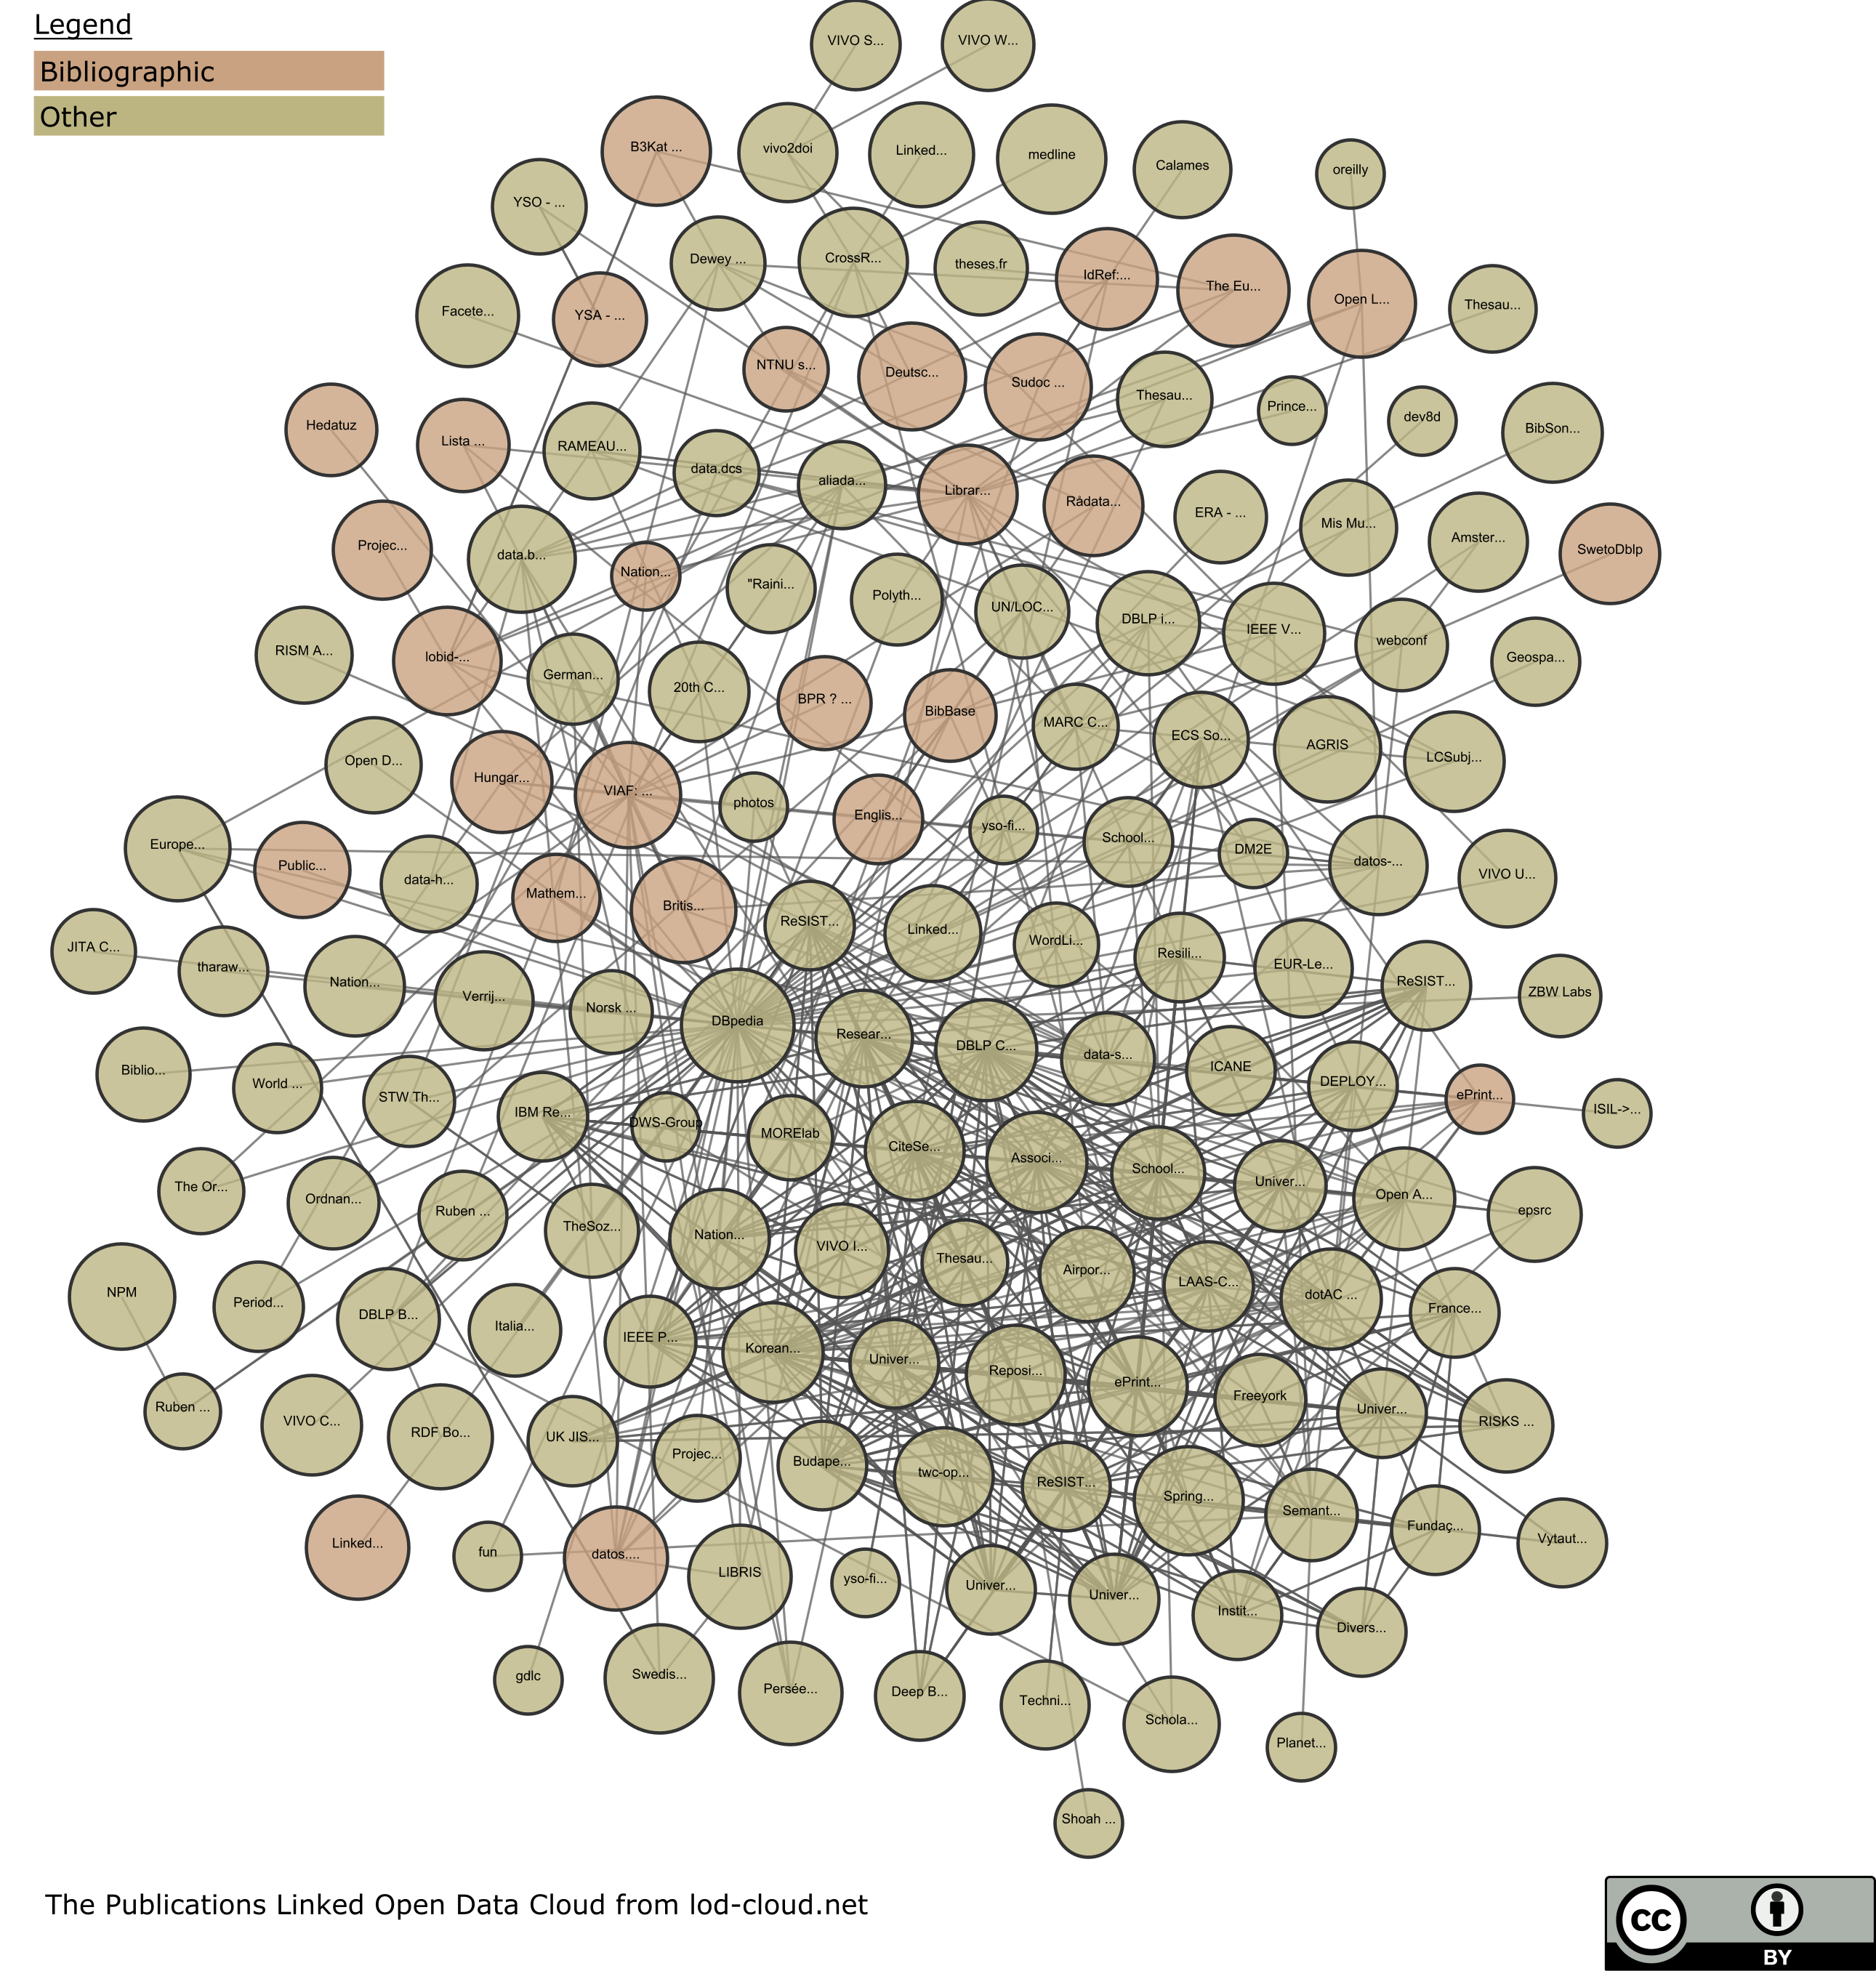 Legend
Bibliographic
Other
VIVO S...
VIVO W...
B3Kat ...
vivo2doi
Linked...
medline
Calames
oreilly
YSO - ...
Dewey ...
CrossR...
theses.fr
IdRef:...
The Eu...
Open L...
Thesau...
Facete...
YSA - ...
NTNU s...
Deutsc...
Sudoc ...
Thesau...
Prince...
dev8d
BibSon...
Hedatuz
Lista ...
RAMEAU...
data.dcs
aliada...
Librar...
Rådata...
ERA - ...
Mis Mu...
Amster...
SwetoDblp
Projec...
data.b...
Nation...
"Raini...
Polyth...
UN/LOC...
DBLP i...
IEEE V...
webconf
Geospa...
RISM A...
lobid-...
German...
20th C...
BPR ? ...
BibBase
MARC C...
ECS So...
AGRIS
LCSubj...
Open D...
Hungar...
VIAF: ...
photos
Englis...
yso-fi...
School...
DM2E
datos-...
VIVO U...
Europe...
Public...
data-h...
Mathem...
Britis...
ReSIST...
Linked...
WordLi...
Resili...
EUR-Le...
ReSIST...
ZBW Labs
JITA C...
tharaw...
Nation...
Verrij...
Norsk ...
DBpedia
Resear...
DBLP C...
data-s...
ICANE
DEPLOY...
ePrint...
ISIL->...
Biblio...
World ...
STW Th...
IBM Re...
DWS-Group
MORElab
CiteSe...
Associ...
School...
Univer...
Open A...
epsrc
The Or...
Ordnan...
Ruben ...
TheSoz...
Nation...
VIVO I...
Thesau...
Airpor...
LAAS-C...
dotAC ...
France...
NPM
Period...
DBLP B...
Italia...
IEEE P...
Korean...
Univer...
Reposi...
ePrint...
Freeyork
Univer...
RISKS ...
Ruben ...
VIVO C...
RDF Bo...
UK JIS...
Projec...
Budape...
twc-op...
ReSIST...
Spring...
Semant...
Fundaç...
Vytaut...
Linked...
fun
datos....
LIBRIS
yso-fi...
Univer...
Univer...
Instit...
Divers...
gdlc
Swedis...
Persée...
Deep B...
Techni...
Schola...
Planet...
Shoah ...
The Publications Linked Open Data Cloud from lod-cloud.net
cc
BY